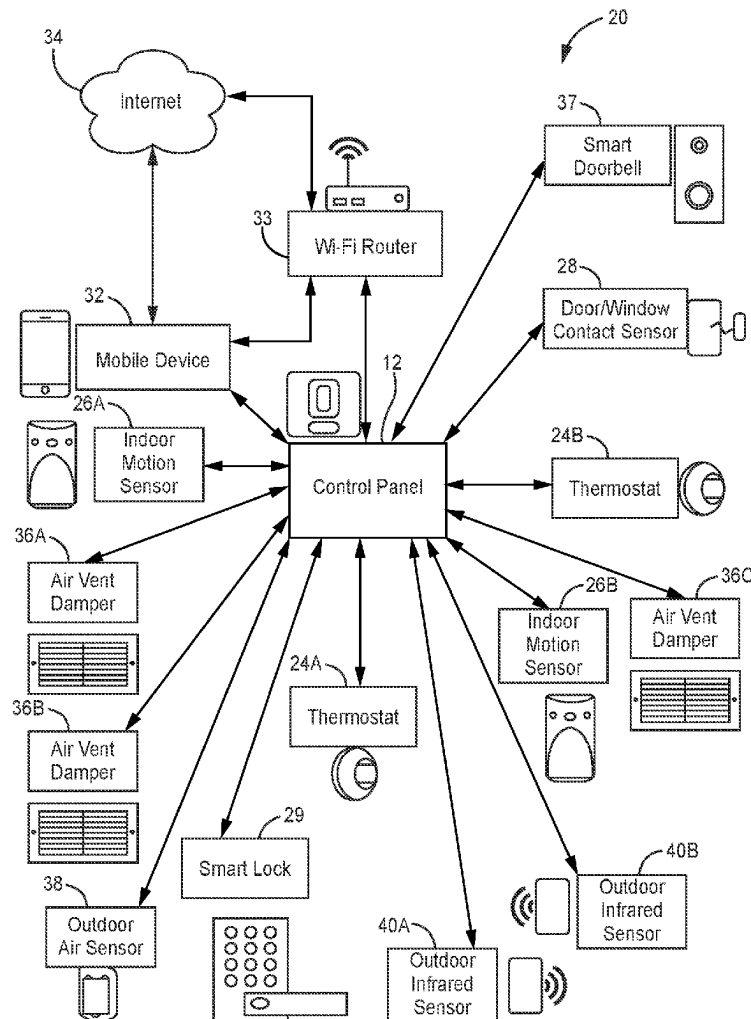 34
20
Internet
37
Smart
Doorbell
33
Wi-Fi Router
28
Door/Window
Contact Sensor
32
Mobile Device
12
26A
Indoor
Motion
Sensor
Control Panel
24B
Thermostat
36A
Air Vent
Damper
26B
Indoor
Motion
Sensor
36C
Air Vent
Damper
24A
Thermostat
36B
Air Vent
Damper
29
Smart Lock
38
Outdoor
Air Sensor
40B
Outdoor
Infrared
Sensor
40A
Outdoor
Infrared
Sensor